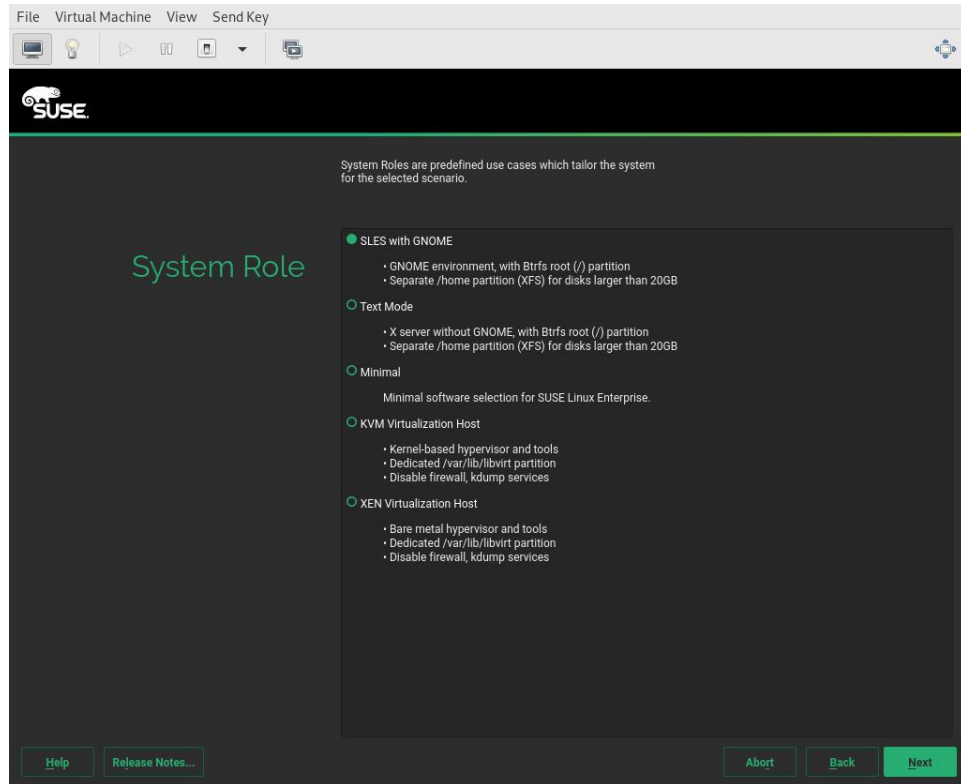 File Virtual Machine View Send Key
SUSE.
System Roles are predefined use cases which tailor the system
for the selected scenario.
System Role
SLES with GNOME
• GNOME environment, with Btrfs root (/) partition
• Separate /home partition (XFS) for disks larger than 20GB
Text Mode
• X server without GNOME, with Btrfs root (/) partition
• Separate /home partition (XFS) for disks larger than 20GB
Minimal
Minimal software selection for SUSE Linux Enterprise.
KVM Virtualization Host
• Kernel-based hypervisor and tools
• Dedicated /var/lib/libvirt partition
• Disable firewall, kdump services
XEN Virtualization Host
• Bare metal hypervisor and tools
• Dedicated /var/lib/libvirt partition
• Disable firewall, kdump services
Help Release Notes... Abort Back Next